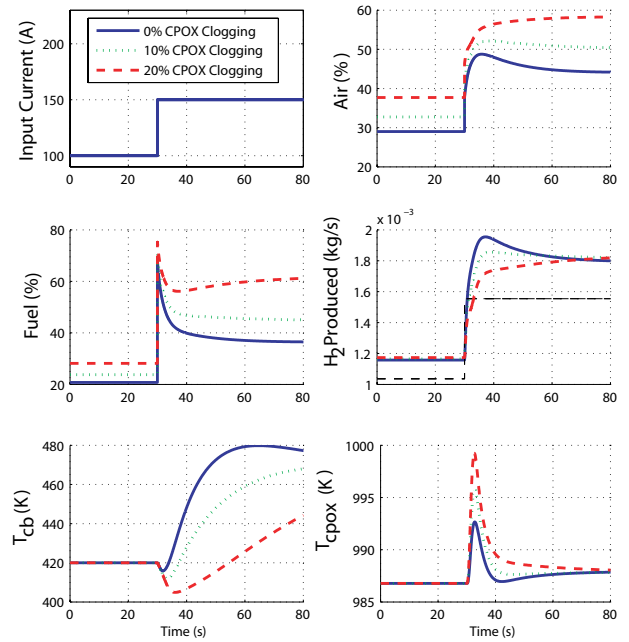 0% CPOX Clogging
10% CPOX Clogging
20% CPOX Clogging
Input Current (A)
200
150
100
0 20 40 60 80
Air (%)
60
50
40
30
20
0 20 40 60 80
Fuel (%)
80
60
40
20
0 20 40 60 80
x 10⁻³
H₂Produced (kg/s)
2
1.8
1.6
1.4
1.2
1
0 20 40 60 80
Tcb (K)
480
460
440
420
400
0 20 40 60 80
Time (s)
Tcpox (K)
1000
995
990
985
0 20 40 60 80
Time (s)